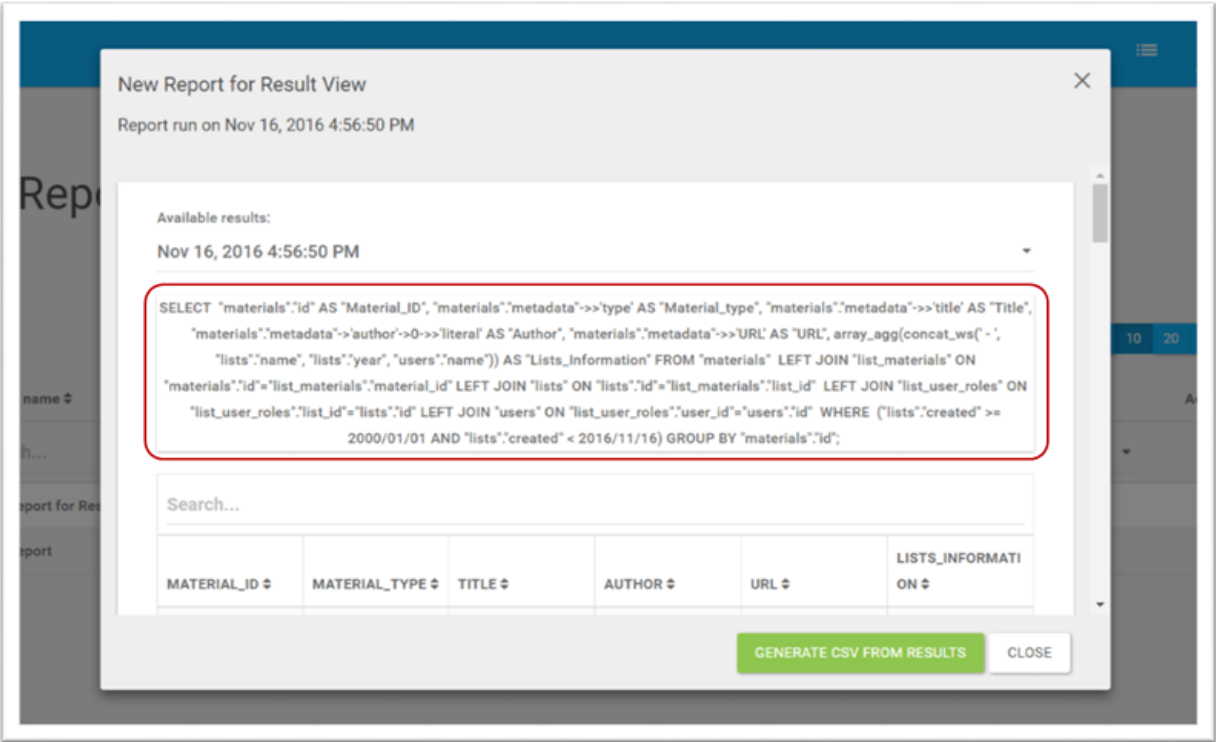 New Report for Result View
Report run on Nov 16, 2016 4:56:50 PM
Repo
Available results:
Nov 16, 2016 4:56:50 PM
SELECT "materials"."id" AS "Material_ID", "materials"."metadata"->>'type' AS "Material_type", "materials"."metadata"->>'title' AS "Title",
"materials"."metadata"->'author'->0->>'literal' AS "Author", "materials"."metadata"->>'URL' AS "URL", array_agg(concat_ws(' - ',
"lists"."name", "lists"."year", "users"."name")) AS "Lists_Information" FROM "materials" LEFT JOIN "list_materials" ON
"materials"."id"="list_materials"."material_id" LEFT JOIN "lists" ON "lists"."id"="list_materials"."list_id" LEFT JOIN "list_user_roles" ON
"list_user_roles"."list_id"="lists"."id" LEFT JOIN "users" ON "list_user_roles"."user_id"="users"."id" WHERE ("lists"."created" >=
2000/01/01 AND "lists"."created" < 2016/11/16) GROUP BY "materials"."id";
10 20
name
Ac
h...
Search...
eport for Res
eport
MATERIAL_ID MATERIAL_TYPE TITLE AUTHOR URL LISTS_INFORMATI
ON
GENERATE CSV FROM RESULTS CLOSE